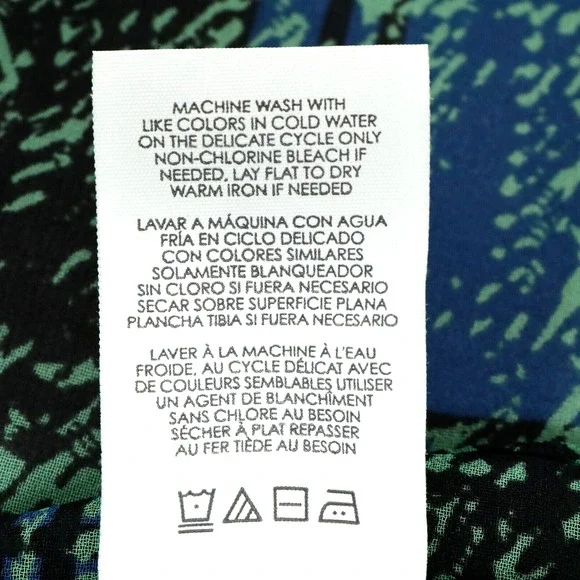 MACHINE WASH WITH
LIKE COLORS IN COLD WATER
ON THE DELICATE CYCLE ONLY
NON-CHLORINE BLEACH IF
NEEDED, LAY FLAT TO DRY
WARM IRON IF NEEDED
LAVAR A MÁQUINA CON AGUA
FRÍA EN CICLO DELICADO
CON COLORES SIMILARES
SOLAMENTE BLANQUEADOR
SIN CLORO SI FUERA NECESARIO
SECAR SOBRE SUPERFICIE PLANA
PLANCHA TIBIA SI FUERA NECESARIO
LAVER À LA MACHINE À L'EAU
FROIDE, AU CYCLE DÉLICAT AVEC
DE COULEURS SEMBLABLES UTILISER
UN AGENT DE BLANCHÎMENT
SANS CHLORE AU BESOIN
SÉCHER À PLAT REPASSER
AU FER TIÈDE AU BESOIN